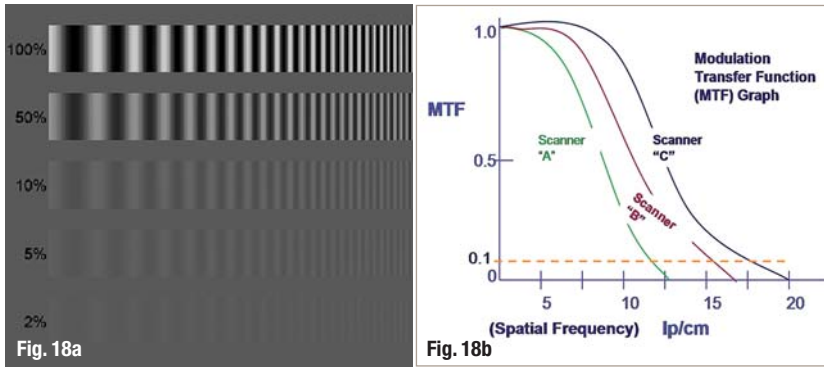 100%
50%
10%
5%
2%
Fig. 18a
1.0
MTF
0.5
0.1
0
Modulation
Transfer Function
(MTF) Graph
Scanner
"A"
Scanner
"B"
Scanner
"C"
5
10
15
20
(Spatial Frequency) lp/cm
Fig. 18b